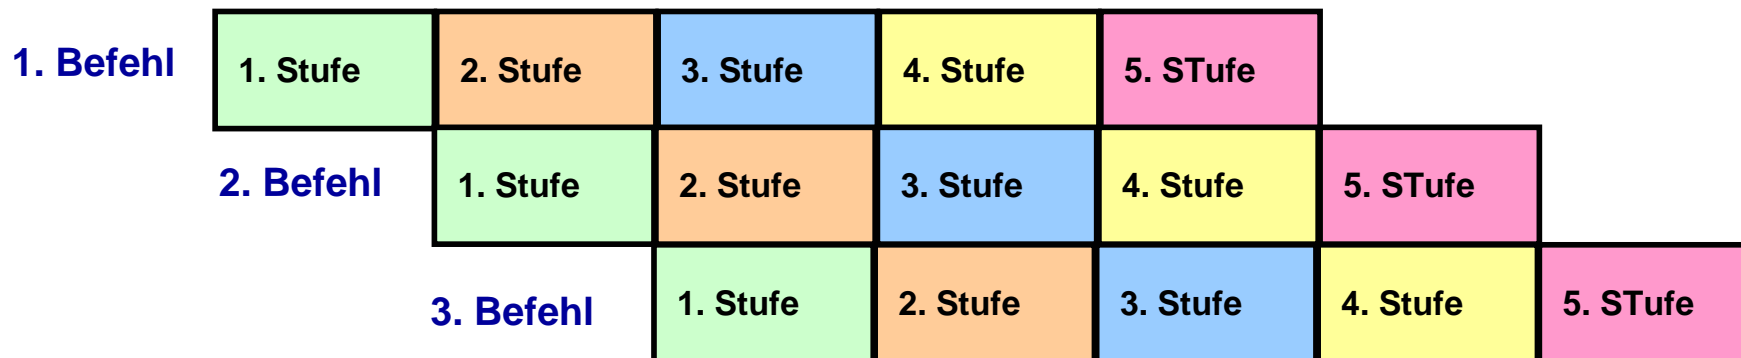 1. Befehl 1. Stufe 2. Stufe 3. Stufe 4. Stufe 5. STufe
2. Befehl 1. Stufe 2. Stufe 3. Stufe 4. Stufe 5. STufe
3. Befehl 1. Stufe 2. Stufe 3. Stufe 4. Stufe 5. STufe